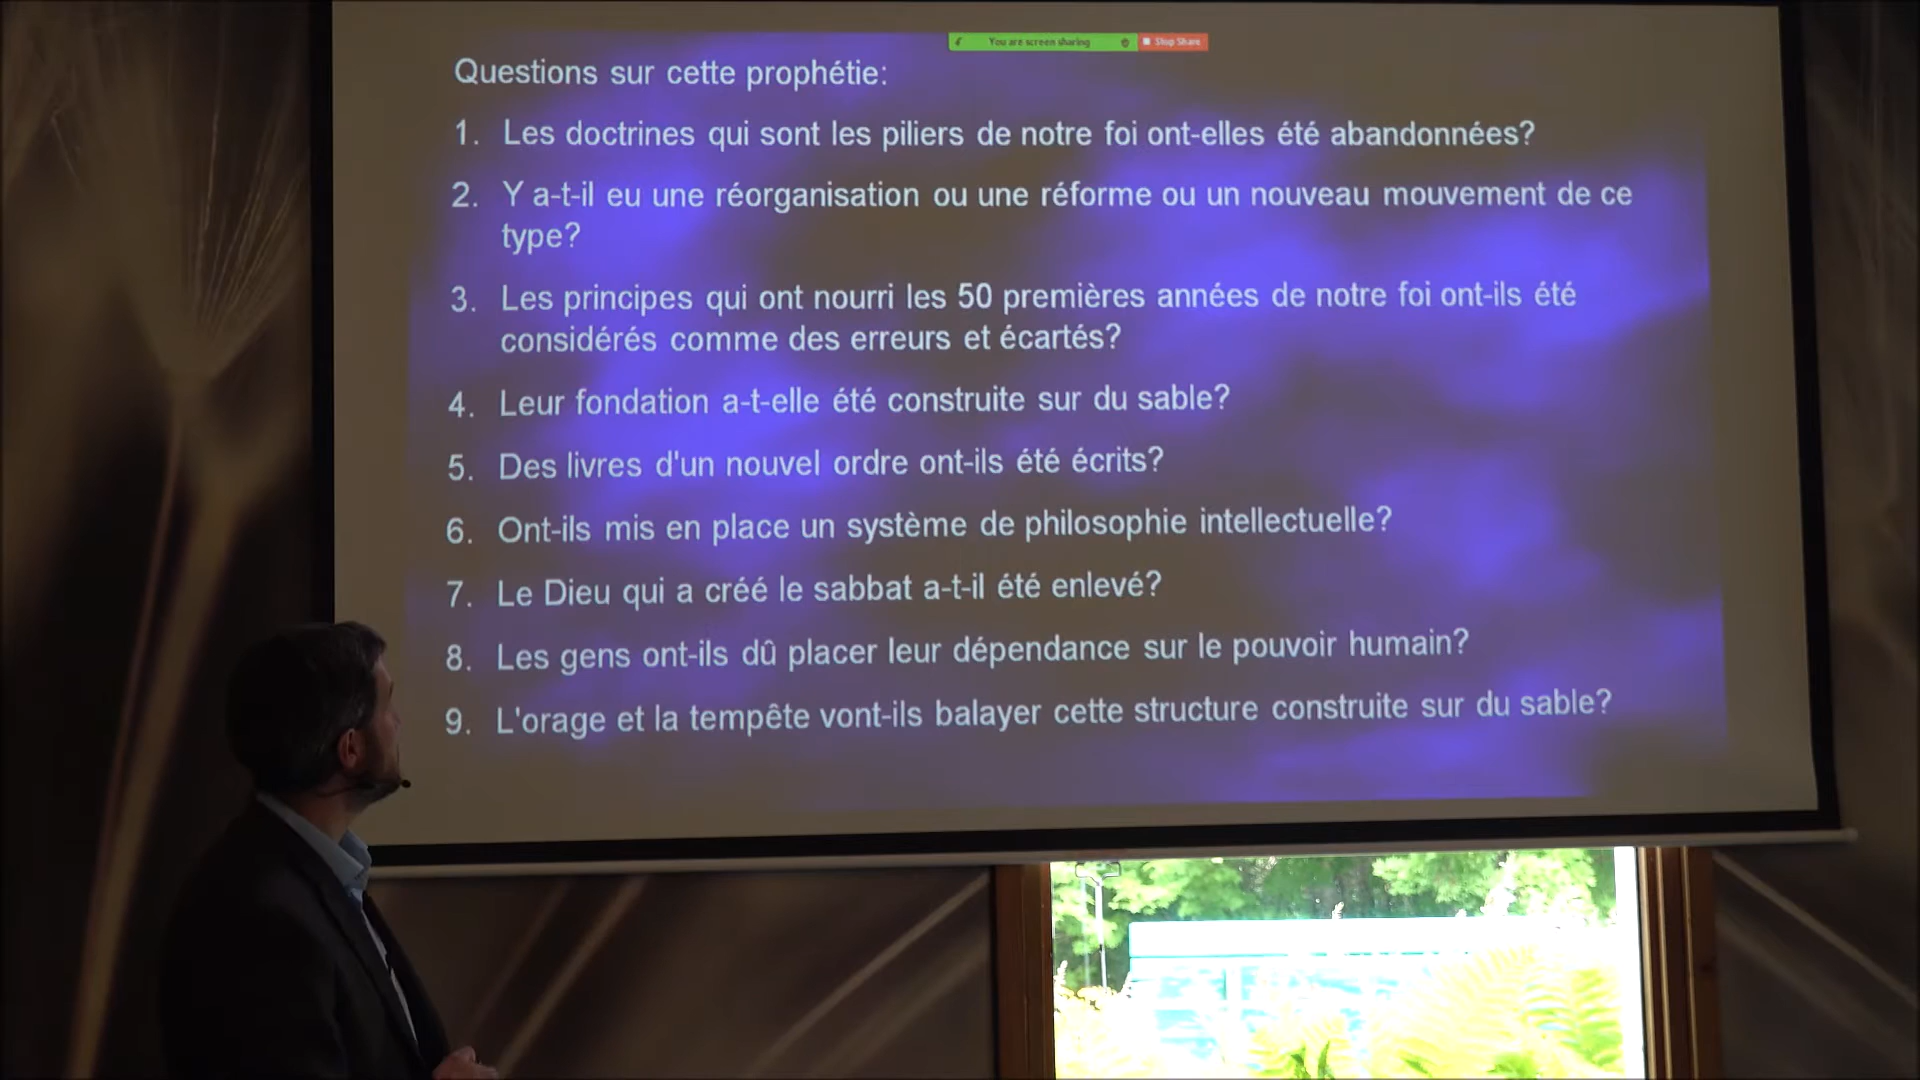 You are screen sharing
Stop Share
Questions sur cette prophétie:
1. Les doctrines qui sont les piliers de notre foi ont-elles été abandonnées?
2. Y a-t-il eu une réorganisation ou une réforme ou un nouveau mouvement de ce
type?
3. Les principes qui ont nourri les 50 premières années de notre foi ont-ils été
considérés comme des erreurs et écartés?
4. Leur fondation a-t-elle été construite sur du sable?
5. Des livres d'un nouvel ordre ont-ils été écrits?
6. Ont-ils mis en place un système de philosophie intellectuelle?
7. Le Dieu qui a créé le sabbat a-t-il été enlevé?
8. Les gens ont-ils dû placer leur dépendance sur le pouvoir humain?
9. L'orage et la tempête vont-ils balayer cette structure construite sur du sable?